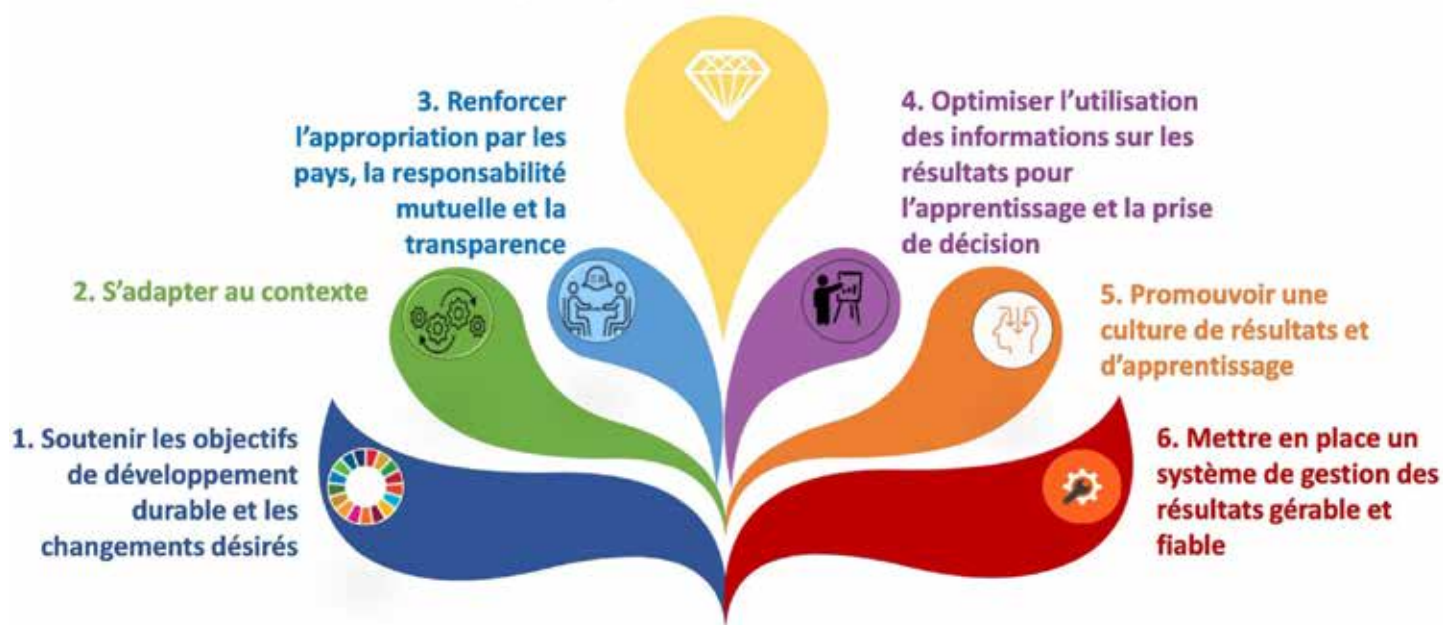 3. Renforcer
l'appropriation par les
pays, la responsabilité
mutuelle et la
transparence
4. Optimiser l'utilisation
des informations sur les
résultats pour
l'apprentissage et la prise
de décision
2. S'adapter au contexte
5. Promouvoir une
culture de résultats et
d'apprentissage
1. Soutenir les objectifs
de développement
durable et les
changements désirés
6. Mettre en place un
système de gestion des
résultats gérable et
fiable